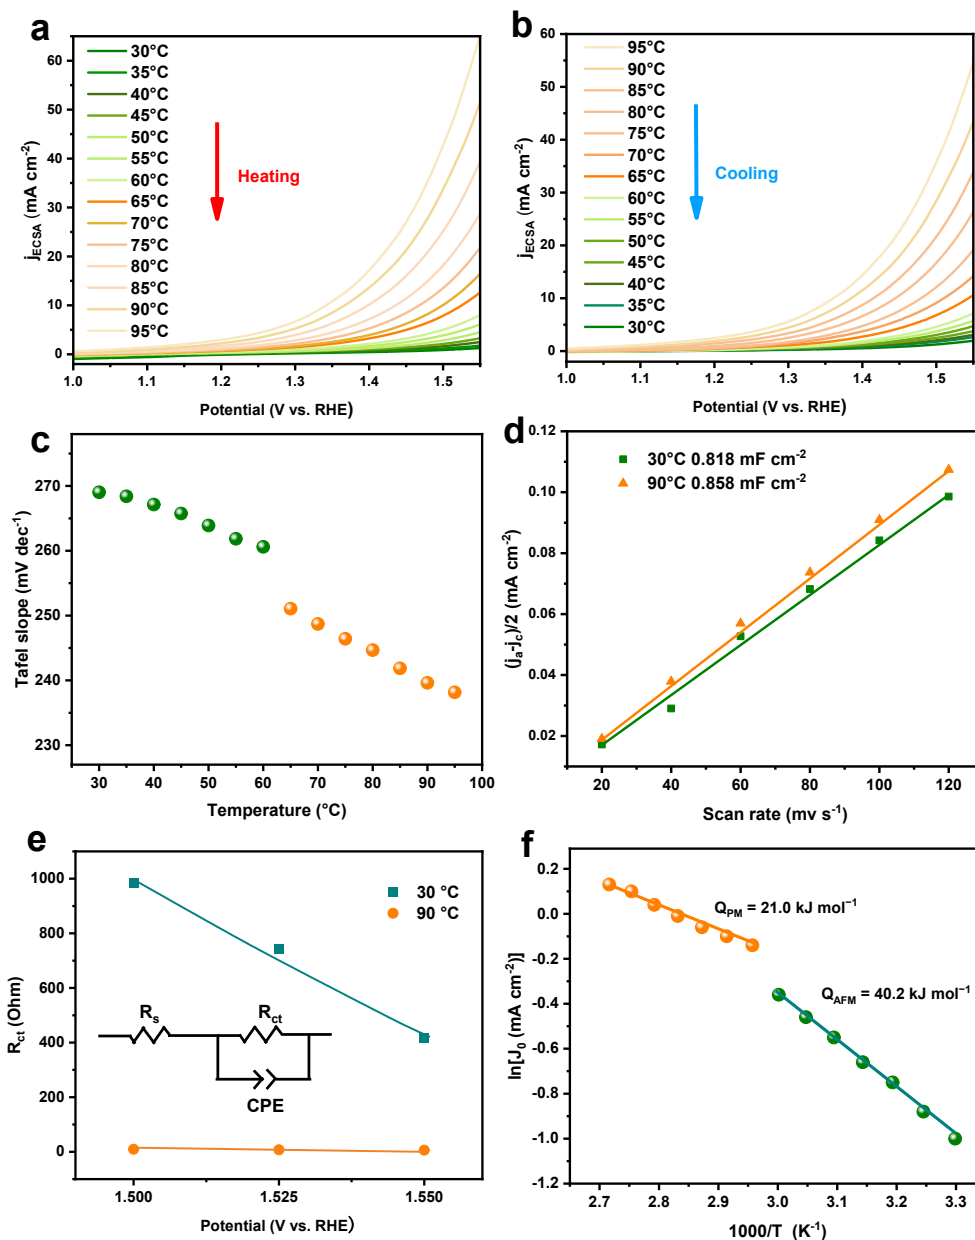 a
60
50
40
30
20
10
0
j_ECSA (mA cm⁻²)
30°C
35°C
40°C
45°C
50°C
55°C
60°C
65°C
70°C
75°C
80°C
85°C
90°C
95°C
Heating
1.0
1.1
1.2
1.3
1.4
1.5
Potential (V vs. RHE)
b
60
50
40
30
20
10
0
j_ECSA (mA cm⁻²)
95°C
90°C
85°C
80°C
75°C
70°C
65°C
60°C
55°C
50°C
45°C
40°C
35°C
30°C
Cooling
1.0
1.1
1.2
1.3
1.4
1.5
Potential (V vs. RHE)
c
270
260
250
240
230
Tafel slope (mV dec⁻¹)
30
40
50
60
70
80
90
100
Temperature (°C)
d
0.12
0.10
0.08
0.06
0.04
0.02
(j_a-j_c)/2 (mA cm⁻²)
30°C 0.818 mF cm⁻²
90°C 0.858 mF cm⁻²
20
40
60
80
100
120
Scan rate (mv s⁻¹)
e
1000
800
600
400
200
0
R_ct (Ohm)
30 °C
90 °C
R_s
R_ct
CPE
1.500
1.525
1.550
Potential (V vs. RHE)
f
0.2
0.0
-0.2
-0.4
-0.6
-0.8
-1.0
-1.2
ln[J_0 (mA cm⁻²)]
Q_PM = 21.0 kJ mol⁻¹
Q_AFM = 40.2 kJ mol⁻¹
2.7
2.8
2.9
3.0
3.1
3.2
3.3
1000/T (K⁻¹)